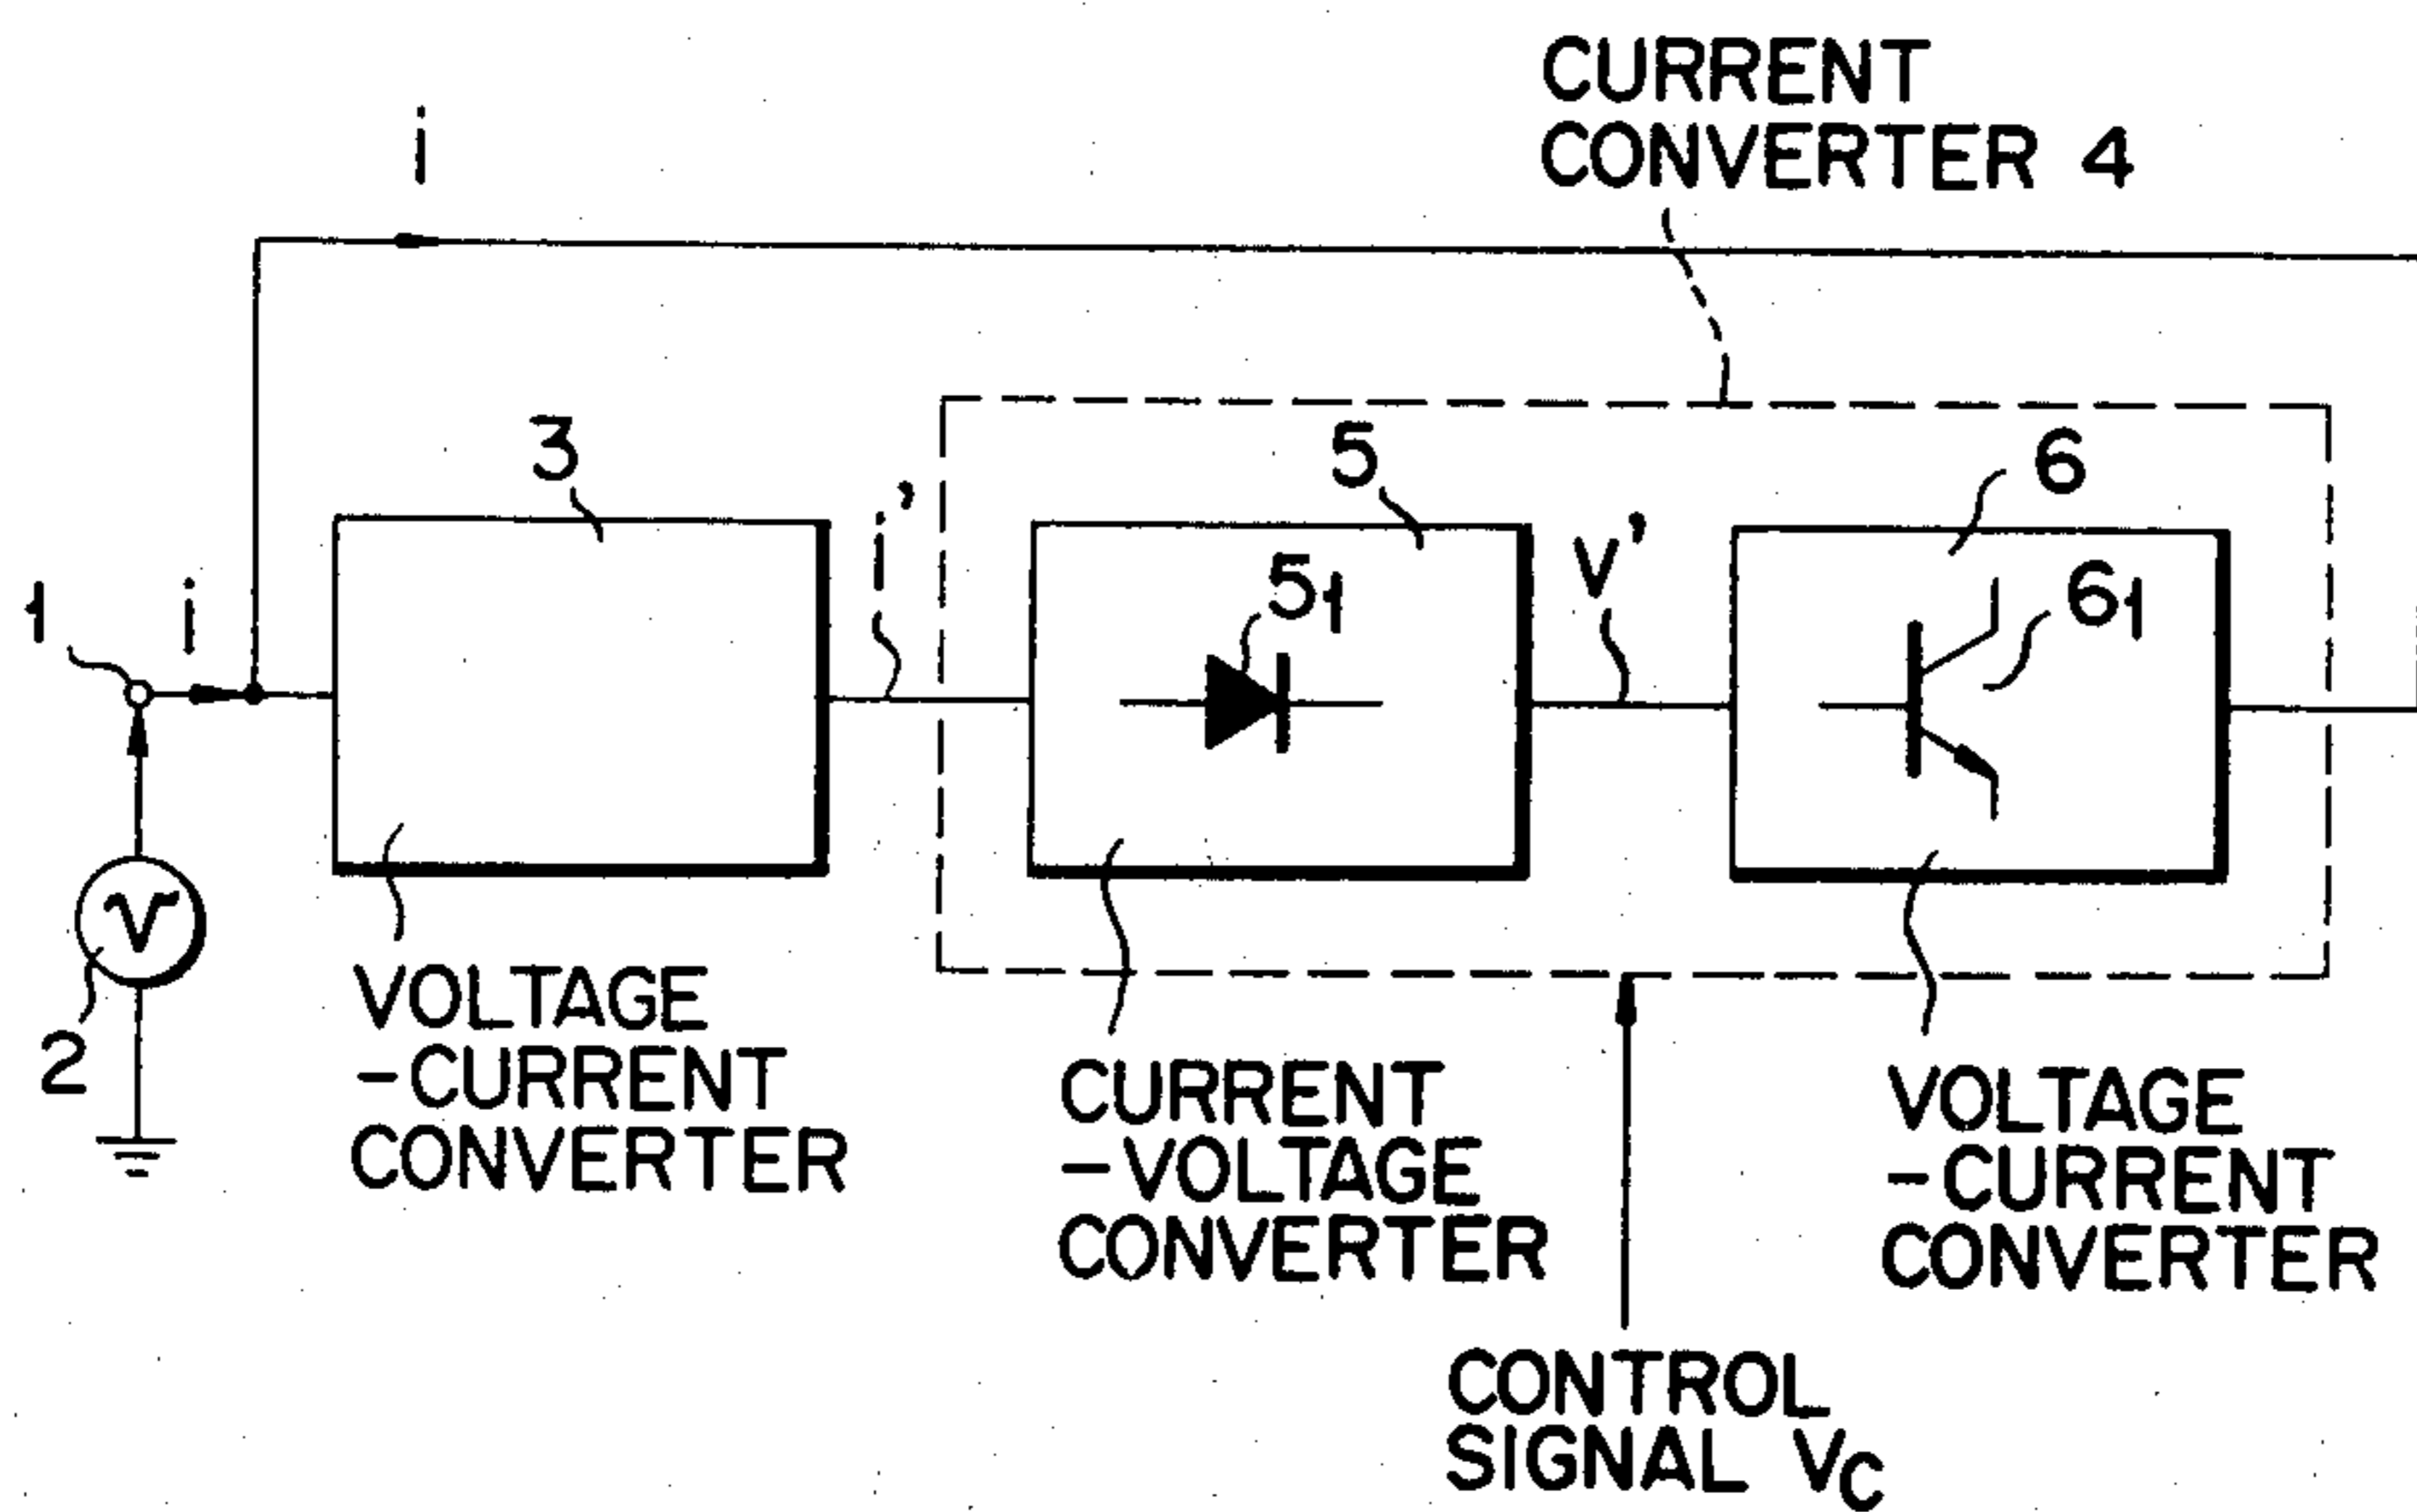 CURRENT
CONVERTER 4
i
3
i'
5
V'
6
5₁
6₁
1
i
V
2
VOLTAGE
-CURRENT
CONVERTER
CURRENT
-VOLTAGE
CONVERTER
VOLTAGE
-CURRENT
CONVERTER
CONTROL
SIGNAL VC